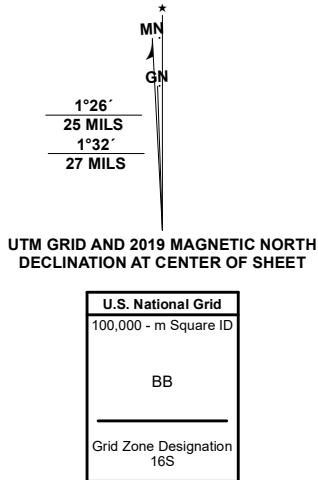 ★
MN
GN
1°26´
25 MILS
1°32´
27 MILS
UTM GRID AND 2019 MAGNETIC NORTH
DECLINATION AT CENTER OF SHEET
U.S. National Grid
100,000 - m Square ID
BB
Grid Zone Designation
16S